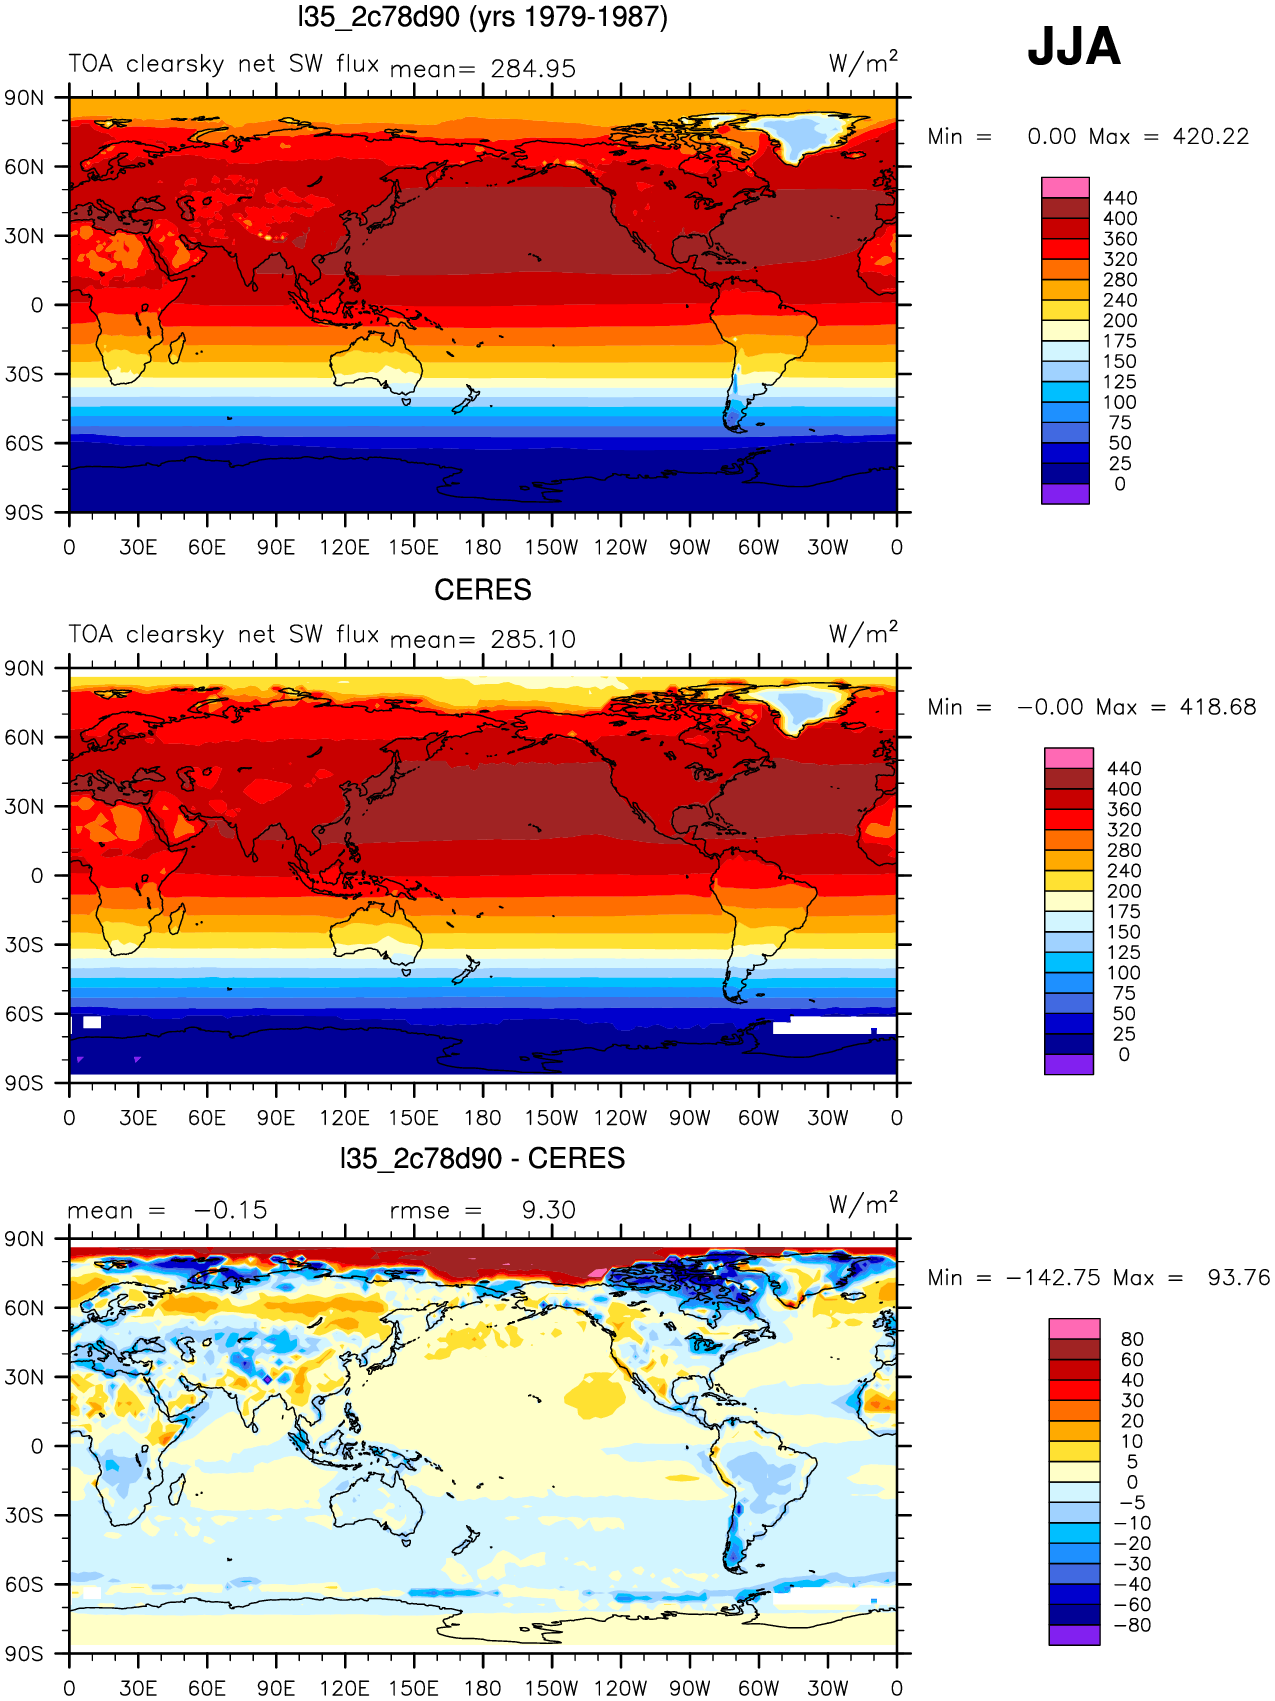 l35_2c78d90 (yrs 1979-1987)
JJA
TOA clearsky net SW flux mean= 284.95 W/m²
Min = 0.00 Max = 420.22
90N
60N
30N
0
30S
60S
90S
0 30E 60E 90E 120E 150E 180 150W 120W 90W 60W 30W 0
440
400
360
320
280
240
200
175
150
125
100
75
50
25
0
CERES
TOA clearsky net SW flux mean= 285.10 W/m²
Min = −0.00 Max = 418.68
90N
60N
30N
0
30S
60S
90S
0 30E 60E 90E 120E 150E 180 150W 120W 90W 60W 30W 0
440
400
360
320
280
240
200
175
150
125
100
75
50
25
0
l35_2c78d90 - CERES
mean = −0.15 rmse = 9.30 W/m²
Min = −142.75 Max = 93.76
90N
60N
30N
0
30S
60S
90S
0 30E 60E 90E 120E 150E 180 150W 120W 90W 60W 30W 0
80
60
40
30
20
10
5
0
−5
−10
−20
−30
−40
−60
−80